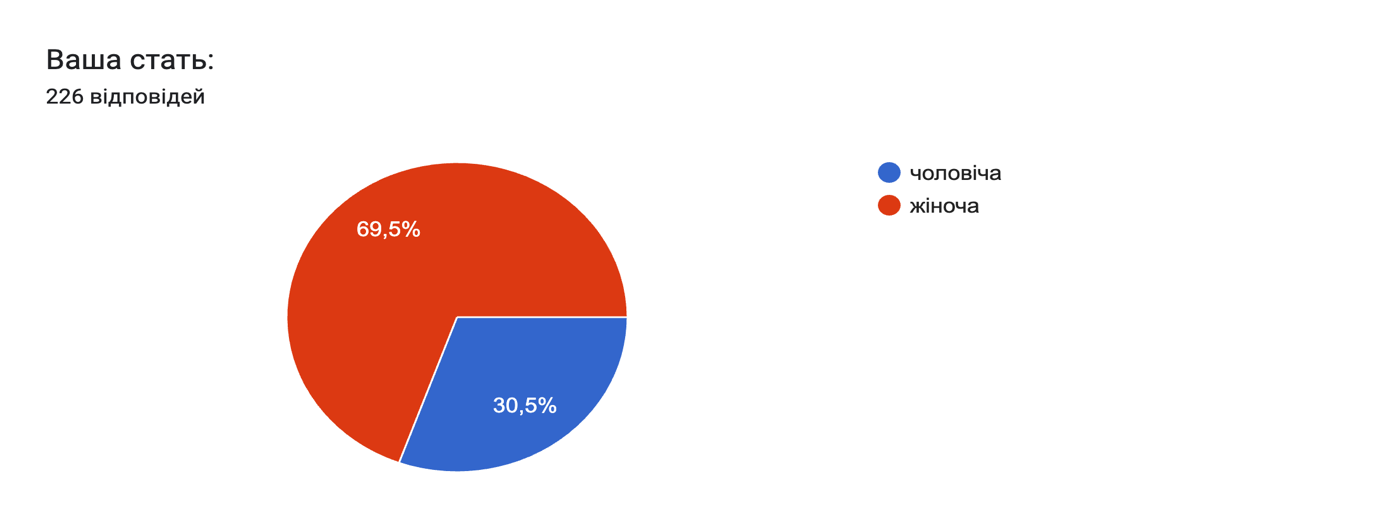 Ваша стать:
226 відповідей
чоловіча
жіноча
69,5%
30,5%